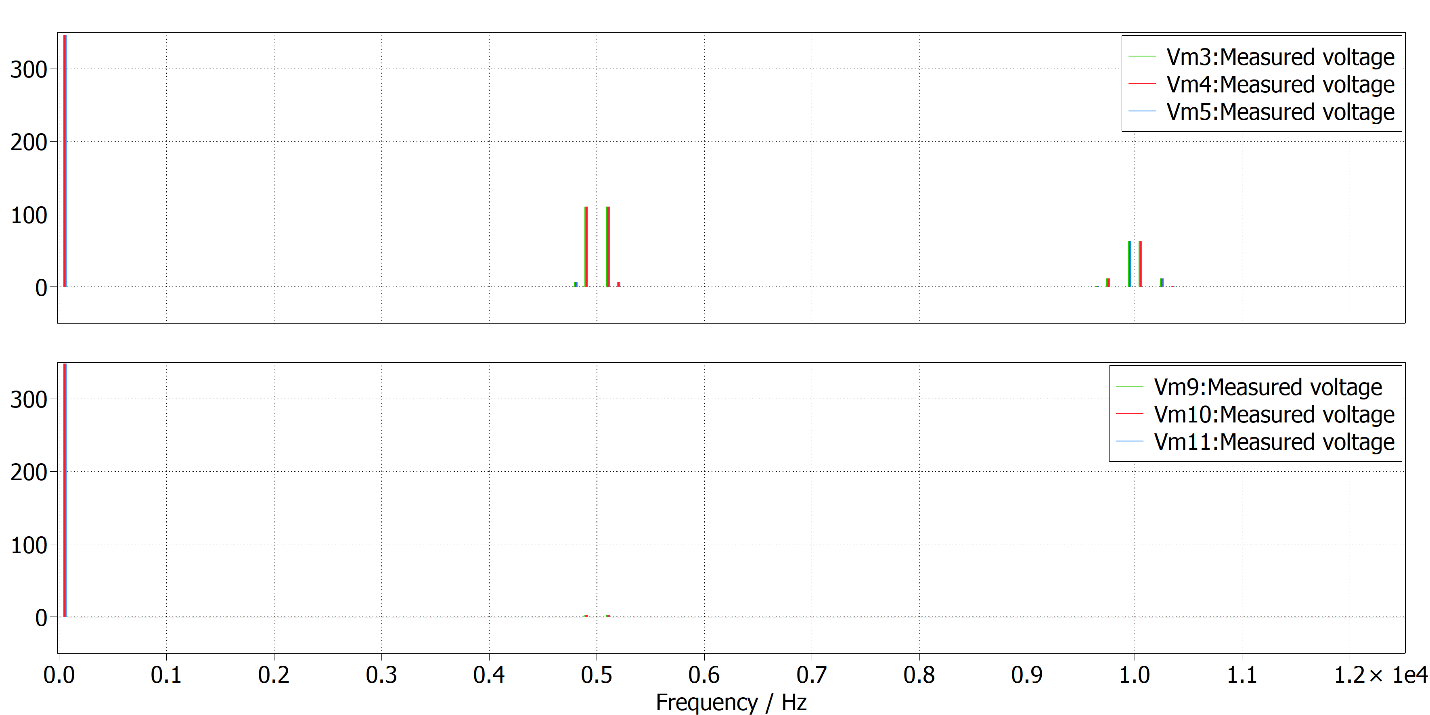 300
200
100
0
Vm3:Measured voltage
Vm4:Measured voltage
Vm5:Measured voltage
300
200
100
0
Vm9:Measured voltage
Vm10:Measured voltage
Vm11:Measured voltage
0.0 0.1 0.2 0.3 0.4 0.5 0.6 0.7 0.8 0.9 1.0 1.1 1.2× 1e4
Frequency / Hz